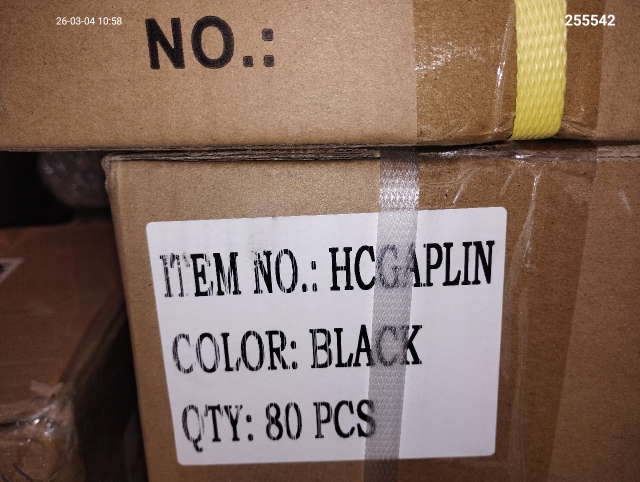 26-03-04 10:58
255542
NO.:
ITEM NO.: HCGAPLIN
COLOR: BLACK
QTY: 80 PCS